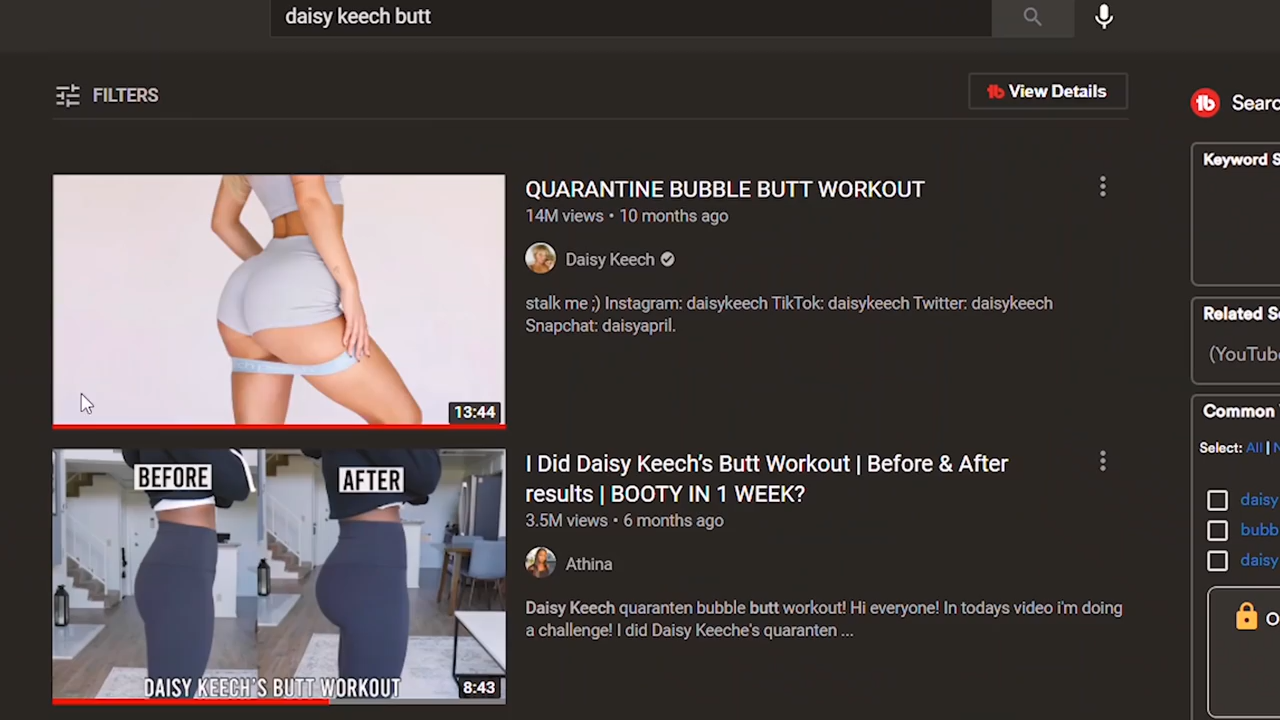 daisy keech butt
FILTERS
View Details
Searc
Keyword S
QUARANTINE BUBBLE BUTT WORKOUT
14M views • 10 months ago
Daisy Keech
stalk me ;) Instagram: daisykeech TikTok: daisykeech Twitter: daisykeech
Snapchat: daisyapril.
13:44
Related Se
(YouTube
Common
Select: All | N
daisy
bubb
daisy
BEFORE
AFTER
DAISY KEECH'S BUTT WORKOUT
8:43
I Did Daisy Keech’s Butt Workout | Before & After
results | BOOTY IN 1 WEEK?
3.5M views • 6 months ago
Athina
Daisy Keech quaranten bubble butt workout! Hi everyone! In todays video i'm doing
a challenge! I did Daisy Keeche's quaranten ...